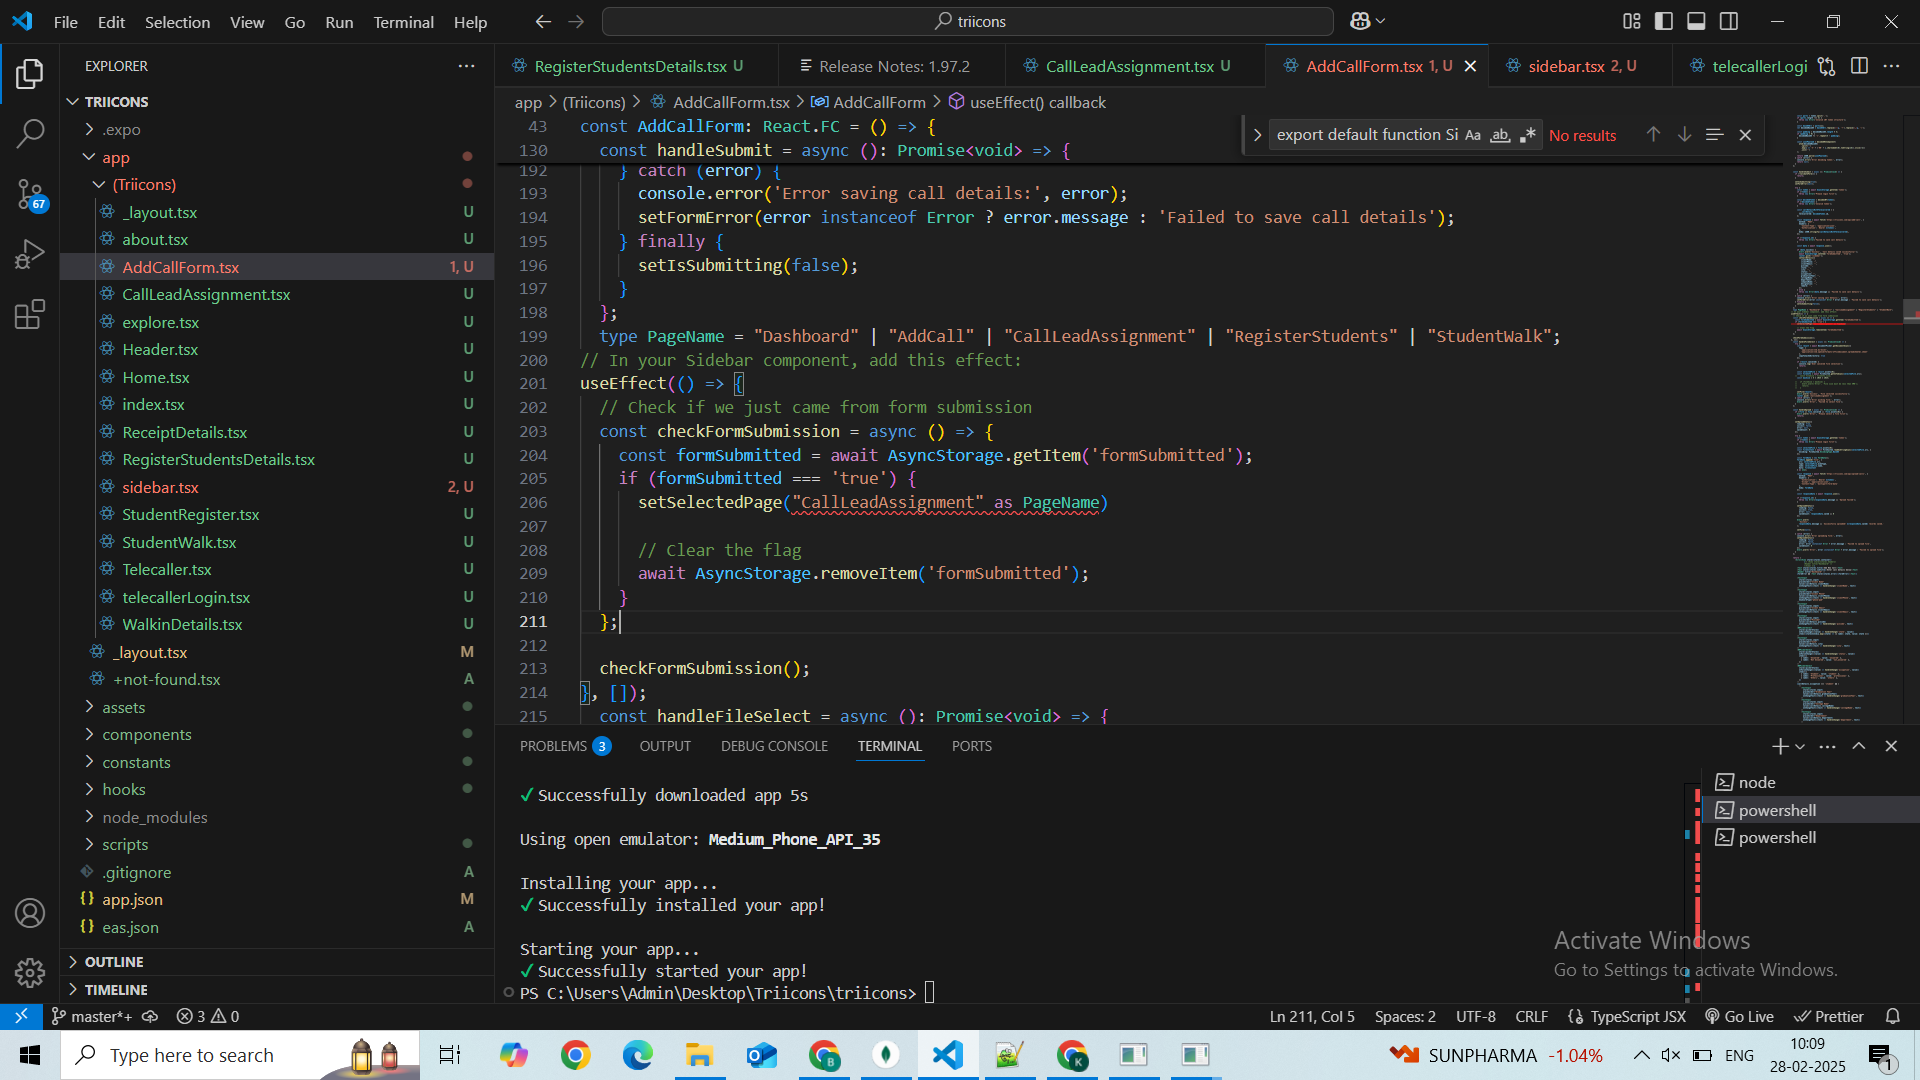 File Edit Selection View Go Run Terminal Help
triicons
EXPLORER
TRIICONS
.expo
app
(Triicons)
_layout.tsx U
about.tsx U
AddCallForm.tsx 1, U
CallLeadAssignment.tsx U
explore.tsx U
Header.tsx U
Home.tsx U
index.tsx U
ReceiptDetails.tsx U
RegisterStudentsDetails.tsx U
sidebar.tsx 2, U
StudentRegister.tsx U
StudentWalk.tsx U
Telecaller.tsx U
telecallerLogin.tsx U
WalkinDetails.tsx U
_layout.tsx M
+not-found.tsx A
assets
components
constants
hooks
node_modules
scripts
.gitignore A
app.json M
eas.json A
OUTLINE
TIMELINE
67
RegisterStudentsDetails.tsx U Release Notes: 1.97.2 CallLeadAssignment.tsx U AddCallForm.tsx 1, U sidebar.tsx 2, U telecallerLogi
app > (Triicons) > AddCallForm.tsx > AddCallForm > useEffect() callback
export default function Si Aa ab No results
43 const AddCallForm: React.FC = () => {
130 const handleSubmit = async (): Promise<void> => {
192 } catch (error) {
193 console.error('Error saving call details:', error);
194 setFormError(error instanceof Error ? error.message : 'Failed to save call details');
195 } finally {
196 setIsSubmitting(false);
197 }
198 };
199 type PageName = "Dashboard" | "AddCall" | "CallLeadAssignment" | "RegisterStudents" | "StudentWalk";
200 // In your Sidebar component, add this effect:
201 useEffect(() => {
202 // Check if we just came from form submission
203 const checkFormSubmission = async () => {
204 const formSubmitted = await AsyncStorage.getItem('formSubmitted');
205 if (formSubmitted === 'true') {
206 setSelectedPage("CallLeadAssignment" as PageName)
207
208 // Clear the flag
209 await AsyncStorage.removeItem('formSubmitted');
210 }
211 };
212
213 checkFormSubmission();
214 }, []);
215 const handleFileSelect = async (): Promise<void> => {
PROBLEMS 3 OUTPUT DEBUG CONSOLE TERMINAL PORTS
✓ Successfully downloaded app 5s
Using open emulator: Medium_Phone_API_35
Installing your app...
✓ Successfully installed your app!
Starting your app...
✓ Successfully started your app!
PS C:\Users\Admin\Desktop\Triicons\triicons>
node
powershell
powershell
Activate Windows
Go to Settings to activate Windows.
master*+ 3 0 Ln 211, Col 5 Spaces: 2 UTF-8 CRLF TypeScript JSX Go Live Prettier
Type here to search
SUNPHARMA -1.04% ENG
10:09
28-02-2025
1